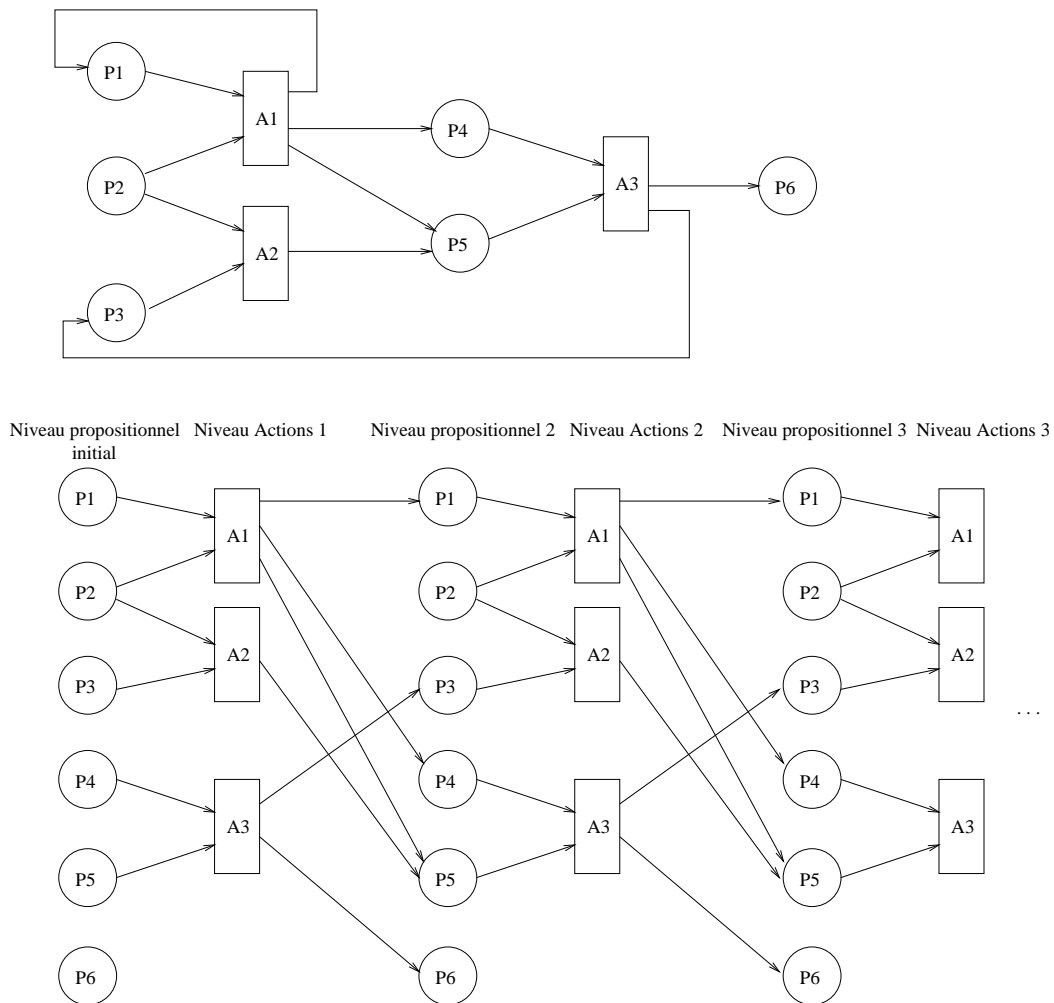 P1
A1
P4
P2
A3
P6
P5
A2
P3
Niveau propositionnel initial
Niveau Actions 1
Niveau propositionnel 2
Niveau Actions 2
Niveau propositionnel 3
Niveau Actions 3
P1
P1
P1
A1
A1
A1
P2
P2
P2
A2
A2
A2
P3
P3
P3
. . .
P4
P4
P4
A3
A3
A3
P5
P5
P5
P6
P6
P6